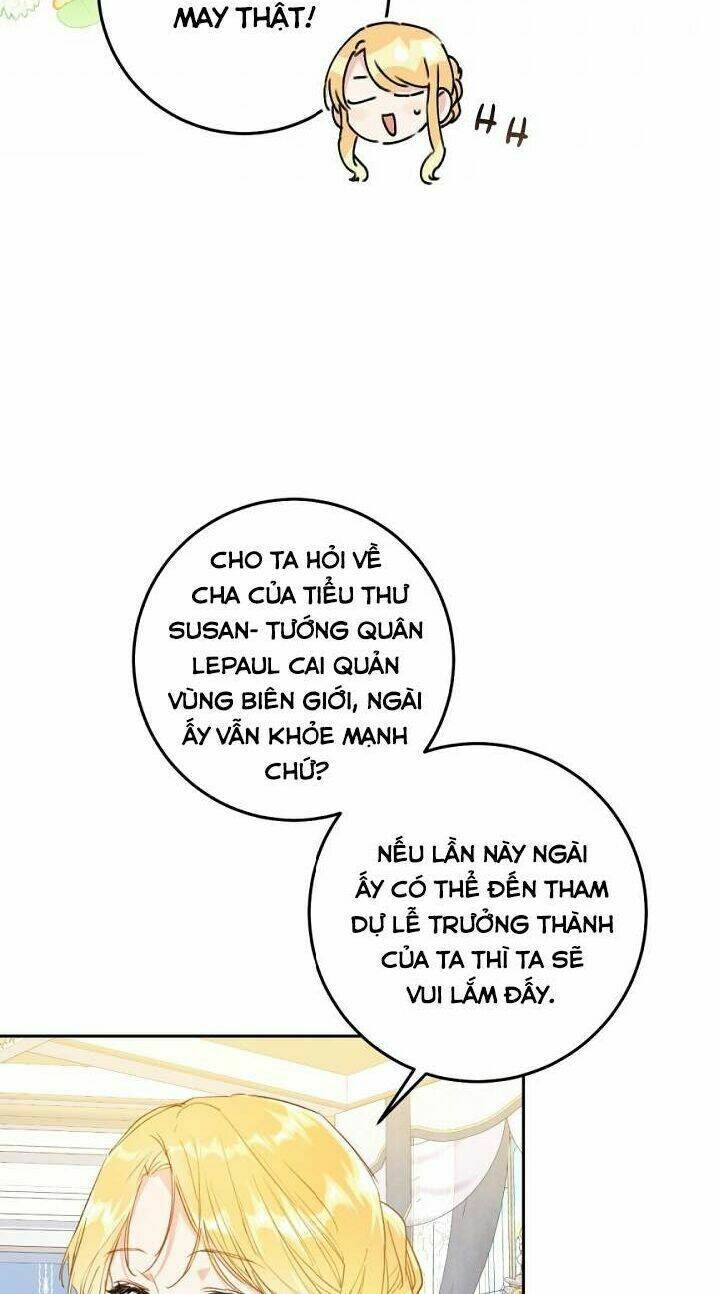 MAY THẬT!
HH
CHO TA HỎI VỀ
CHA CỦA TIỂU THƯ
SUSAN- TƯỚNG QUÂN
LEPAUL CAI QUẢN
VÙNG BIÊN GIỚI, NGÀI
ẤY VẪN KHỎE MẠNH
CHỨ?
NẾU LẦN NÀY NGÀI
ẤY CÓ THỂ ĐẾN THAM
DỰ LỄ TRƯỞNG THÀNH
CỦA TA THÌ TA SẼ
VUI LẮM ĐẤY.